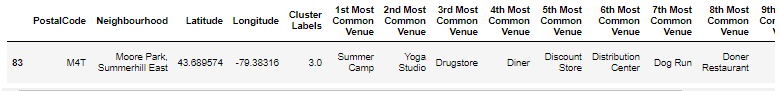 PostalCode Neighbourhood Latitude Longitude Cluster Labels 1st Most Common Venue 2nd Most Common Venue 3rd Most Common Venue 4th Most Common Venue 5th Most Common Venue 6th Most Common Venue 7th Most Common Venue 8th Most Common Venue
83 M4T Moore Park, Summerhill East 43.689574 -79.38316 3.0 Summer Camp Yoga Studio Drugstore Diner Discount Store Distribution Center Dog Run Doner Restaurant